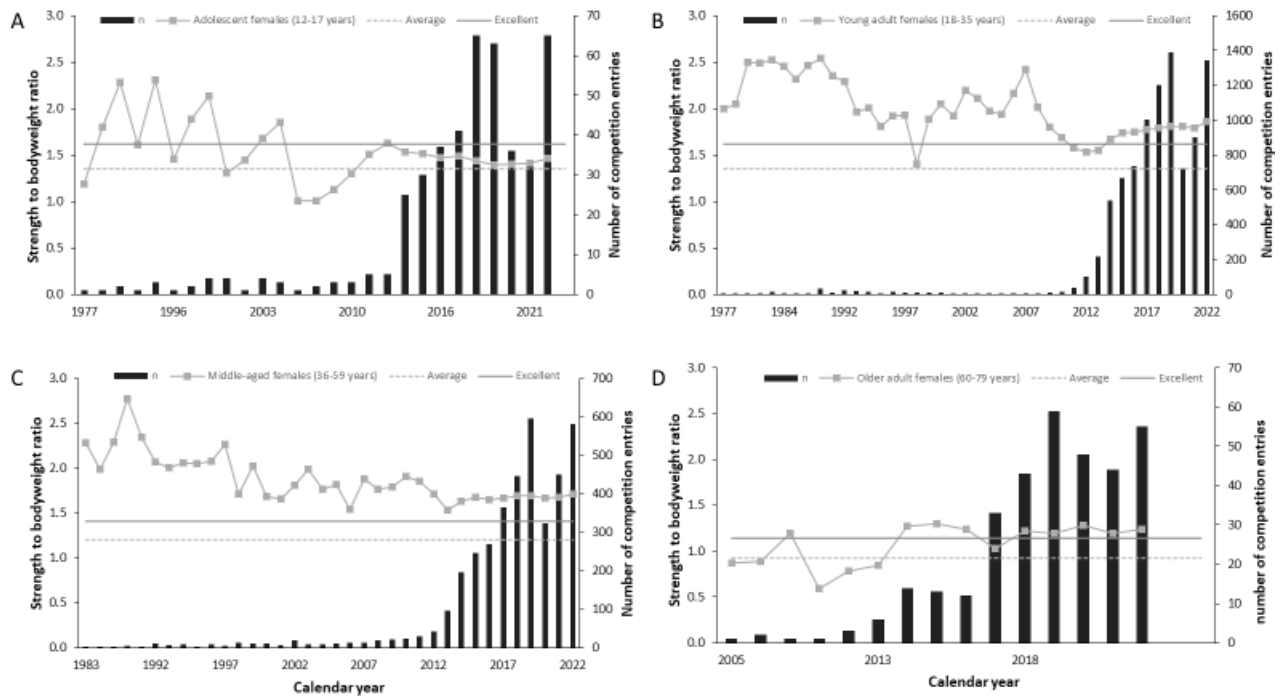 A
n Adolescent females (12-17 years) Average Excellent
Strength to bodyweight ratio
3.0
2.5
2.0
1.5
1.0
0.5
0.0
70
60
50
40
30
20
10
0
Number of competition entries
1977 1996 2003 2010 2016 2021
B
n Young adult females (18-35 years) Average Excellent
Strength to bodyweight ratio
3.0
2.5
2.0
1.5
1.0
0.5
0.0
1600
1400
1200
1000
800
600
400
200
0
Number of competition entries
1977 1984 1992 1997 2002 2007 2012 2017 2022
C
n Middle-aged females (36-59 years) Average Excellent
Strength to bodyweight ratio
3.0
2.5
2.0
1.5
1.0
0.5
0.0
700
600
500
400
300
200
100
0
Number of competition entries
1983 1992 1997 2002 2007 2012 2017 2022
Calendar year
D
n Older adult females (60-79 years) Average Excellent
Strength to bodyweight ratio
3.0
2.5
2.0
1.5
1.0
0.5
0.0
70
60
50
40
30
20
10
0
number of competition entries
2005 2013 2018
Calendar year